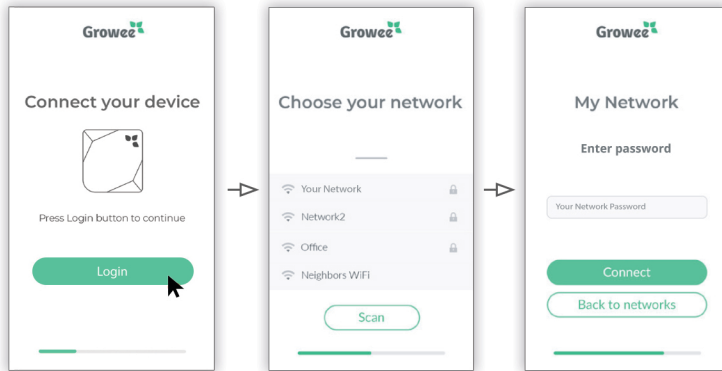 Growee
Connect your device
Press Login button to continue
Login
Growee
Choose your network
Your Network
Network2
Office
Neighbors WiFi
Scan
Growee
My Network
Enter password
Your Network Password
Connect
Back to networks